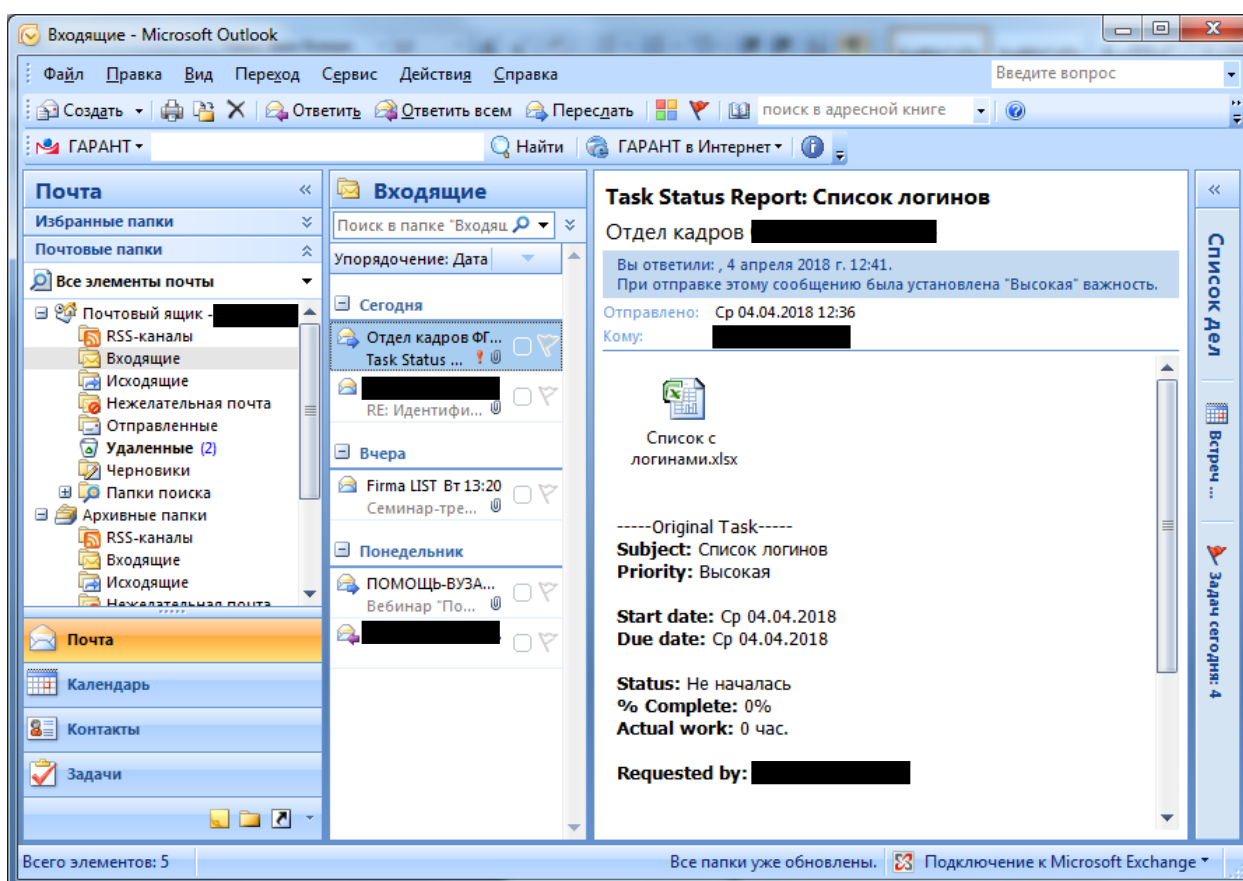 Входящие - Microsoft Outlook
Файл Правка Вид Переход Сервис Действия Справка
Введите вопрос
Создать Ответить Ответить всем Переслать поиск в адресной книге
ГАРАНТ Найти ГАРАНТ в Интернет
Почта
Избранные папки
Почтовые папки
Все элементы почты
Почтовый ящик -
RSS-каналы
Входящие
Исходящие
Нежелательная почта
Отправленные
Удаленные (2)
Черновики
Папки поиска
Архивные папки
RSS-каналы
Входящие
Исходящие
Нежелательная почта
Почта
Календарь
Контакты
Задачи
Входящие
Поиск в папке "Входящ
Упорядочение: Дата
Сегодня
Отдел кадров ФГ...
Task Status ...
RE: Идентифи...
Вчера
Firma LIST Вт 13:20
Семинар-тре...
Понедельник
ПОМОЩЬ-ВУЗА...
Вебинар "По...
Task Status Report: Список логинов
Отдел кадров
Вы ответили: , 4 апреля 2018 г. 12:41.
При отправке этому сообщению была установлена "Высокая" важность.
Отправлено: Ср 04.04.2018 12:36
Кому:
Список с
логинами.xlsx
-----Original Task-----
Subject: Список логинов
Priority: Высокая
Start date: Ср 04.04.2018
Due date: Ср 04.04.2018
Status: Не началась
% Complete: 0%
Actual work: 0 час.
Requested by:
Список дел
Встреч ...
Задач сегодня: 4
Всего элементов: 5
Все папки уже обновлены. Подключение к Microsoft Exchange